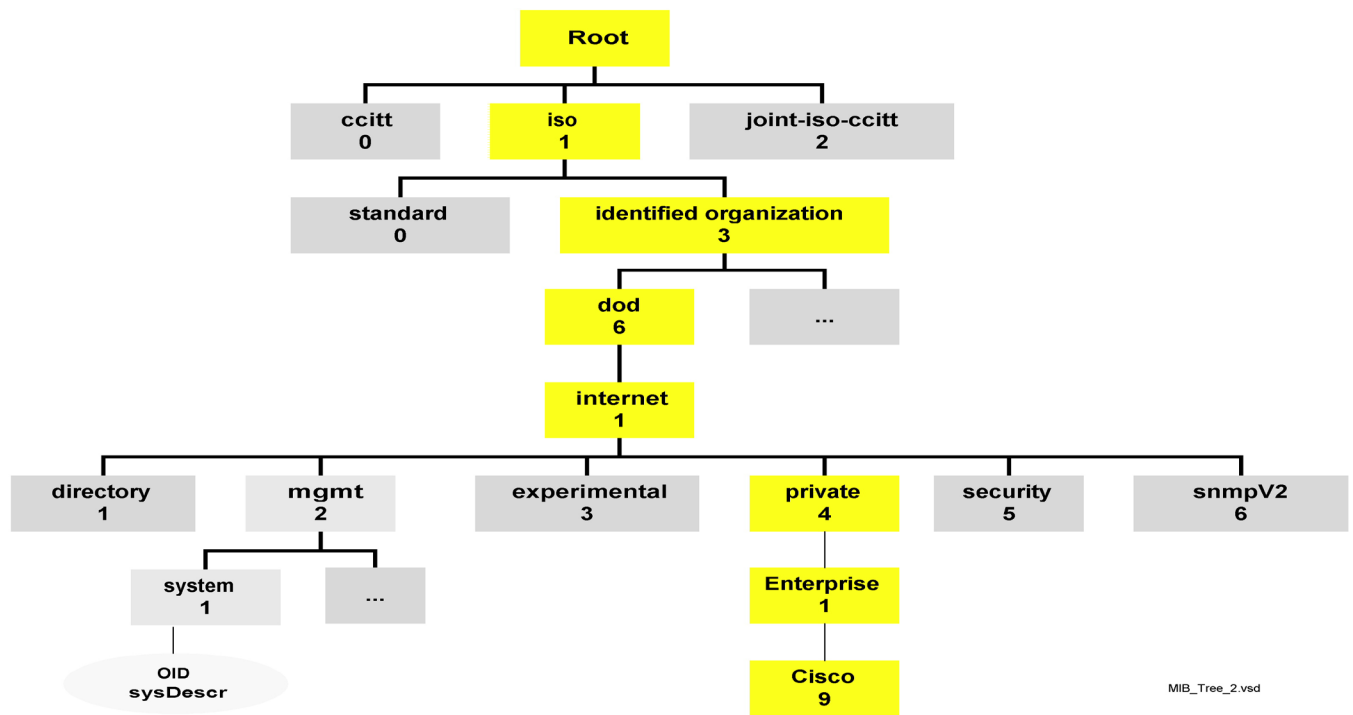 Root
ccitt
0
iso
1
joint-iso-ccitt
2
standard
0
identified organization
3
dod
6
...
internet
1
directory
1
mgmt
2
experimental
3
private
4
security
5
snmpV2
6
system
1
...
Enterprise
1
OID
sysDescr
Cisco
9
MIB_Tree_2.vsd